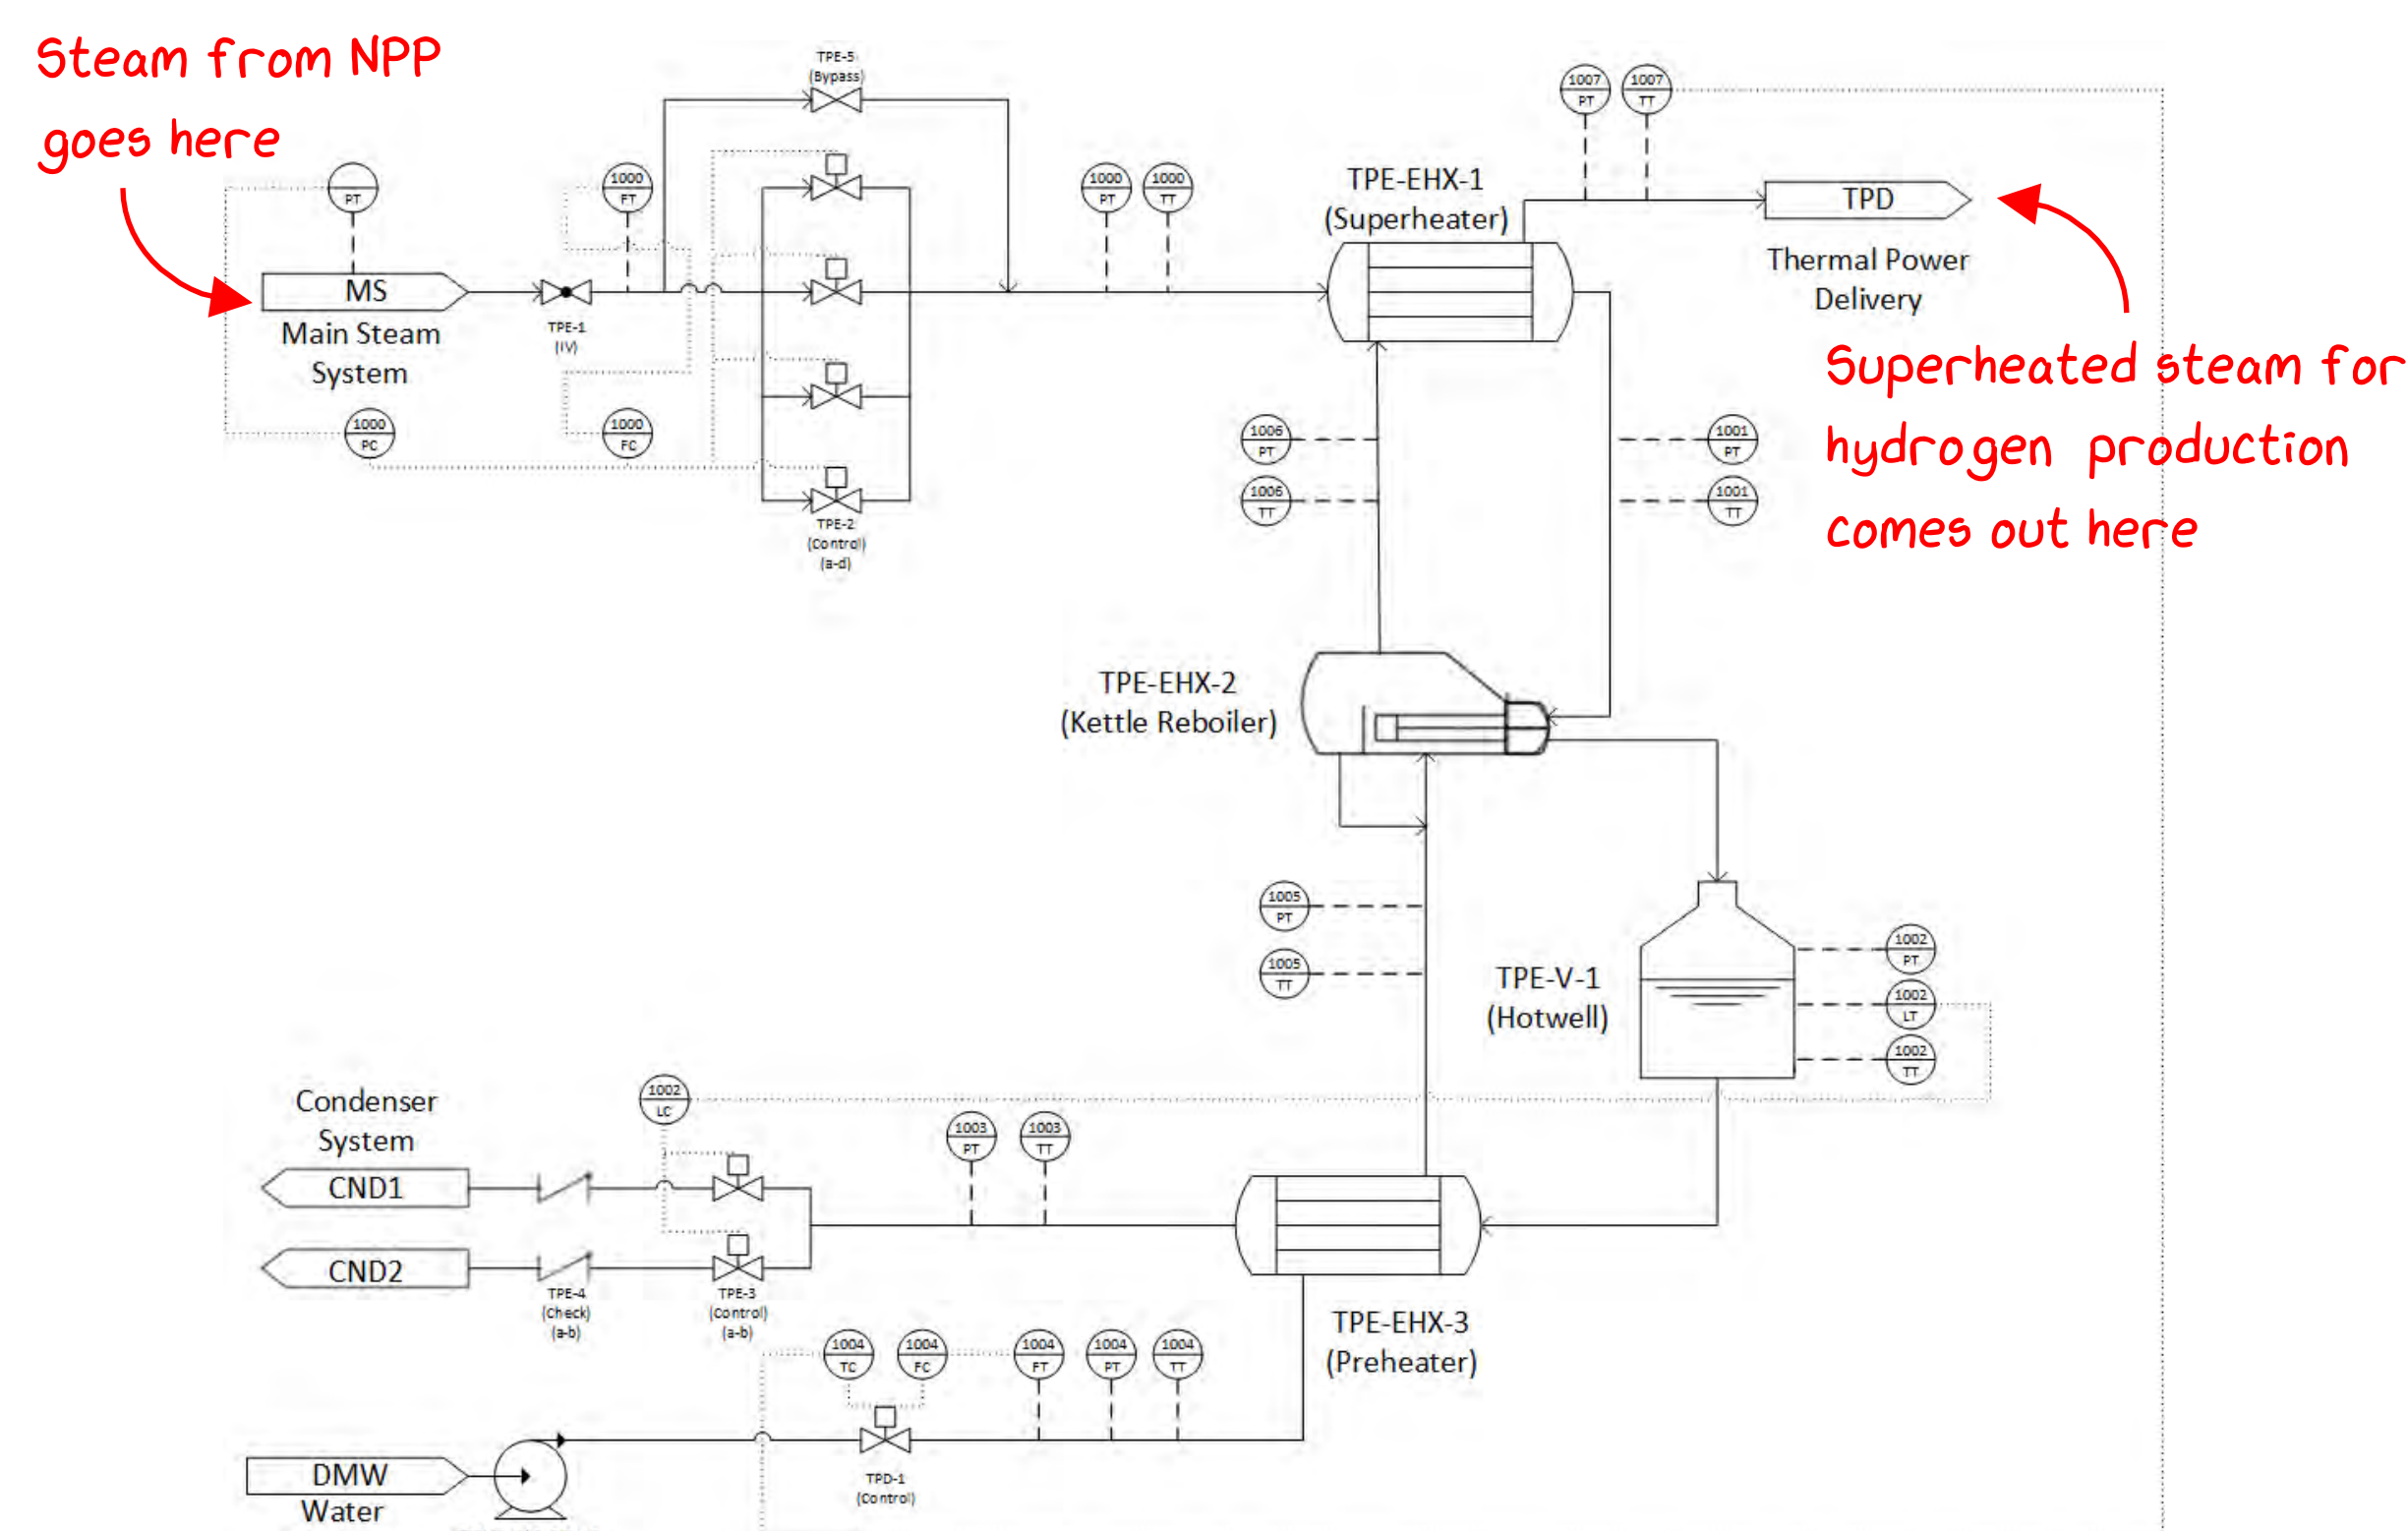 Steam from NPP
goes here
TPE-5
(Bypass)
PT
1000
FT
MS
Main Steam
System
TPE-1
(IV)
1000
PC
1000
FC
TPE-2
(Control)
(a-d)
1000
PT
1000
TT
TPE-EHX-1
(Superheater)
1007
PT
1007
TT
TPD
Thermal Power
Delivery
Superheated steam for
hydrogen production
comes out here
1006
PT
1006
TT
1001
PT
1001
TT
TPE-EHX-2
(Kettle Reboiler)
1005
PT
1005
TT
TPE-V-1
(Hotwell)
1002
PT
1002
LT
1002
TT
Condenser
System
1002
LC
CND1
CND2
TPE-4
(Check)
(a-b)
TPE-3
(Control)
(a-b)
1003
PT
1003
TT
TPE-EHX-3
(Preheater)
1004
TC
1004
FC
1004
FT
1004
PT
1004
TT
TPD-1
(Control)
DMW
Water